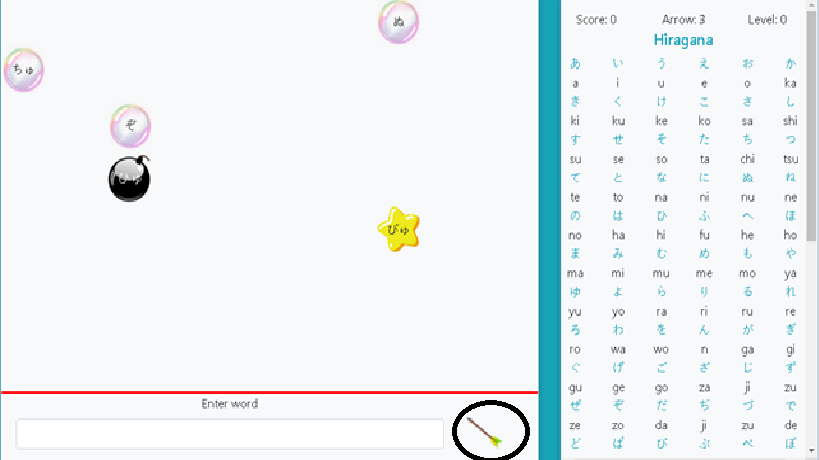 ぬ
ちゅ
ぞ
びゅ
Enter word
Score: 0 Arrow: 3 Level: 0
Hiragana
あ い う え お か
a i u e o ka
き く け こ さ し
ki ku ke ko sa shi
す せ そ た ち つ
su se so ta chi tsu
て と な に ぬ ね
te to na ni nu ne
の は ひ ふ へ ほ
no ha hi fu he ho
ま み む め も や
ma mi mu me mo ya
ゆ よ ら り る れ
yu yo ra ri ru re
ろ わ を ん が ぎ
ro wa wo n ga gi
ぐ げ ご ざ じ ず
gu ge go za ji zu
ぜ ぞ だ ぢ づ で
ze zo da ji zu de
ど ば び ぶ べ ぼ